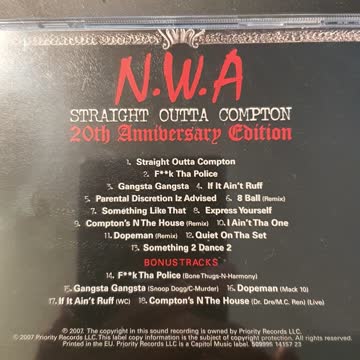 N.W.A
STRAIGHT OUTTA COMPTON
20th Anniversary Edition
1. Straight Outta Compton
2. F**k Tha Police
3. Gangsta Gangsta 4. If It Ain't Ruff
5. Parental Discretion Iz Advised 6. 8 Ball (Remix)
7. Something Like That 8. Express Yourself
9. Compton's N The House (Remix) 10. I Ain't Tha One
11. Dopeman (Remix) 12. Quiet On Tha Set
13. Something 2 Dance 2
BONUSTRACKS
14. F**k Tha Police (Bone Thugs-N-Harmony)
15. Gangsta Gangsta (Snoop Dogg/C-Murder) 16. Dopeman (Mack 10)
17. If It Ain't Ruff (WC) 18. Compton's N The House (Dr. Dre/M.C. Ren) (Live)
℗ 2007. The copyright in this sound recording is owned by Priority Records LLC.
© 2007 Priority Records LLC. This label copy information is the subject of copyright protection. All rights reserved.
Printed in the EU. Priority Records LLC is a Capitol Music label. 509995 14157 23